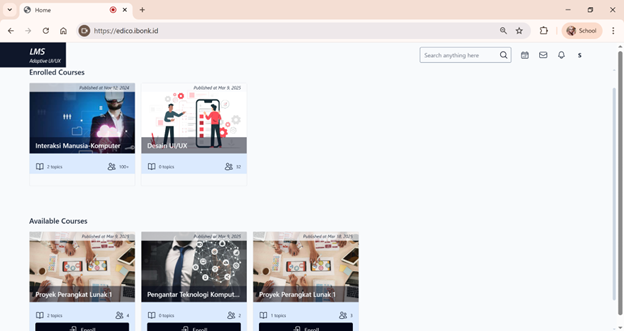 Home
https://edico.ibonk.id
School
LMS
Adaptive UI/UX
Search anything here
S
Enrolled Courses
Published at Nov 12, 2024
Published at Mar 9, 2025
Interaksi Manusia-Komputer
Desain UI/UX
2 topics
100+
0 topics
32
Available Courses
Published at Mar 9, 2025
Published at Mar 9, 2025
Published at Mar 18, 2025
Proyek Perangkat Lunak 1
Pengantar Teknologi Komput...
Proyek Perangkat Lunak 1
2 topics
4
0 topics
2
1 topics
3
Enroll
Enroll
Enroll